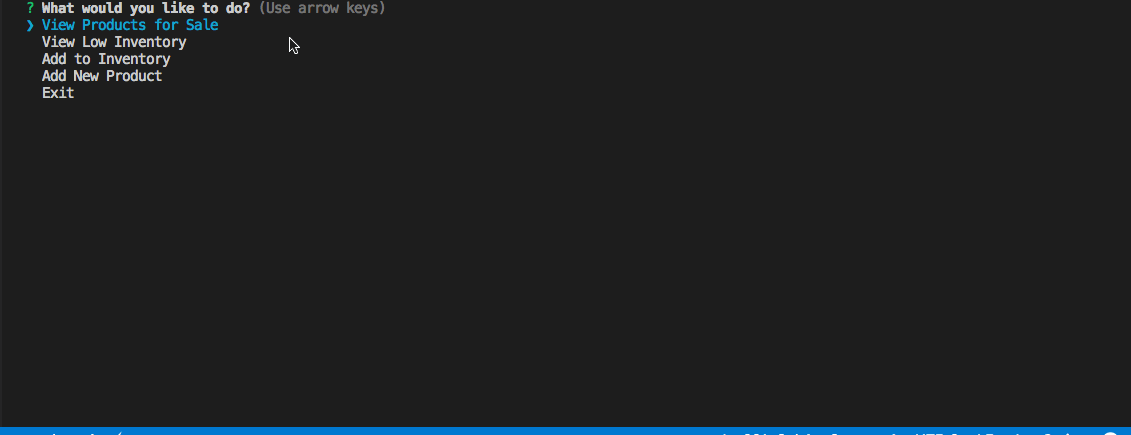 ? What would you like to do? (Use arrow keys)
❯ View Products for Sale
View Low Inventory
Add to Inventory
Add New Product
Exit